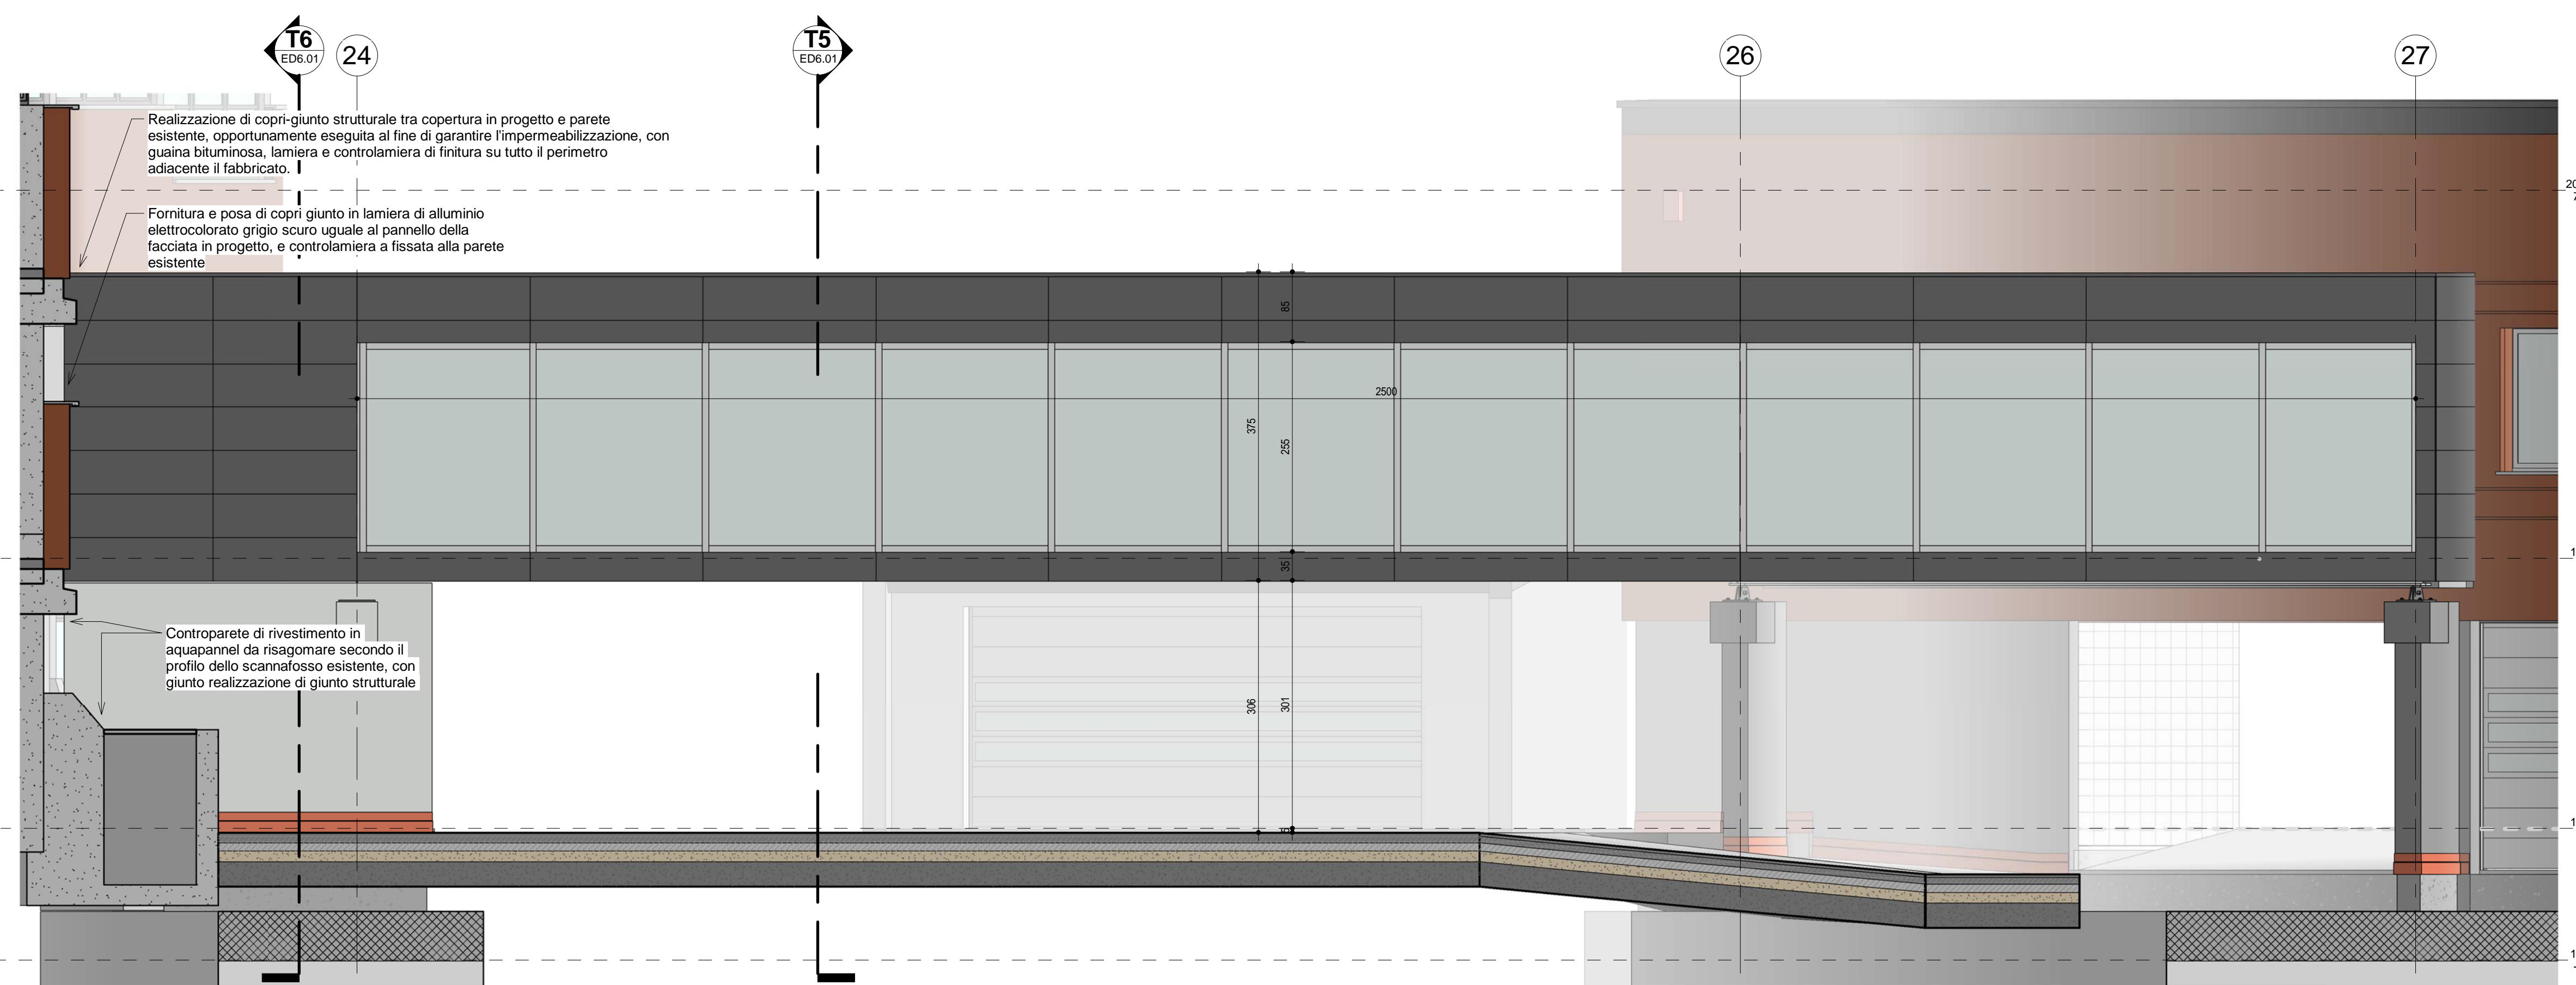 T6
ED6.01
24
T5
ED6.01
26
27
Realizzazione di copri-giunto strutturale tra copertura in progetto e parete
esistente, opportunamente eseguita al fine di garantire l'impermeabilizzazione, con
guaina bituminosa, lamiera e controlamiera di finitura su tutto il perimetro
adiacente il fabbricato.
20
Fornitura e posa di copri giunto in lamiera di alluminio
elettrocolorato grigio scuro uguale al pannello della
facciata in progetto, e controlamiera a fissata alla parete
esistente
85
2500
375
255
35
Controparete di rivestimento in
aquapannel da risagomare secondo il
profilo dello scannafosso esistente, con
giunto realizzazione di giunto strutturale
306
301
5